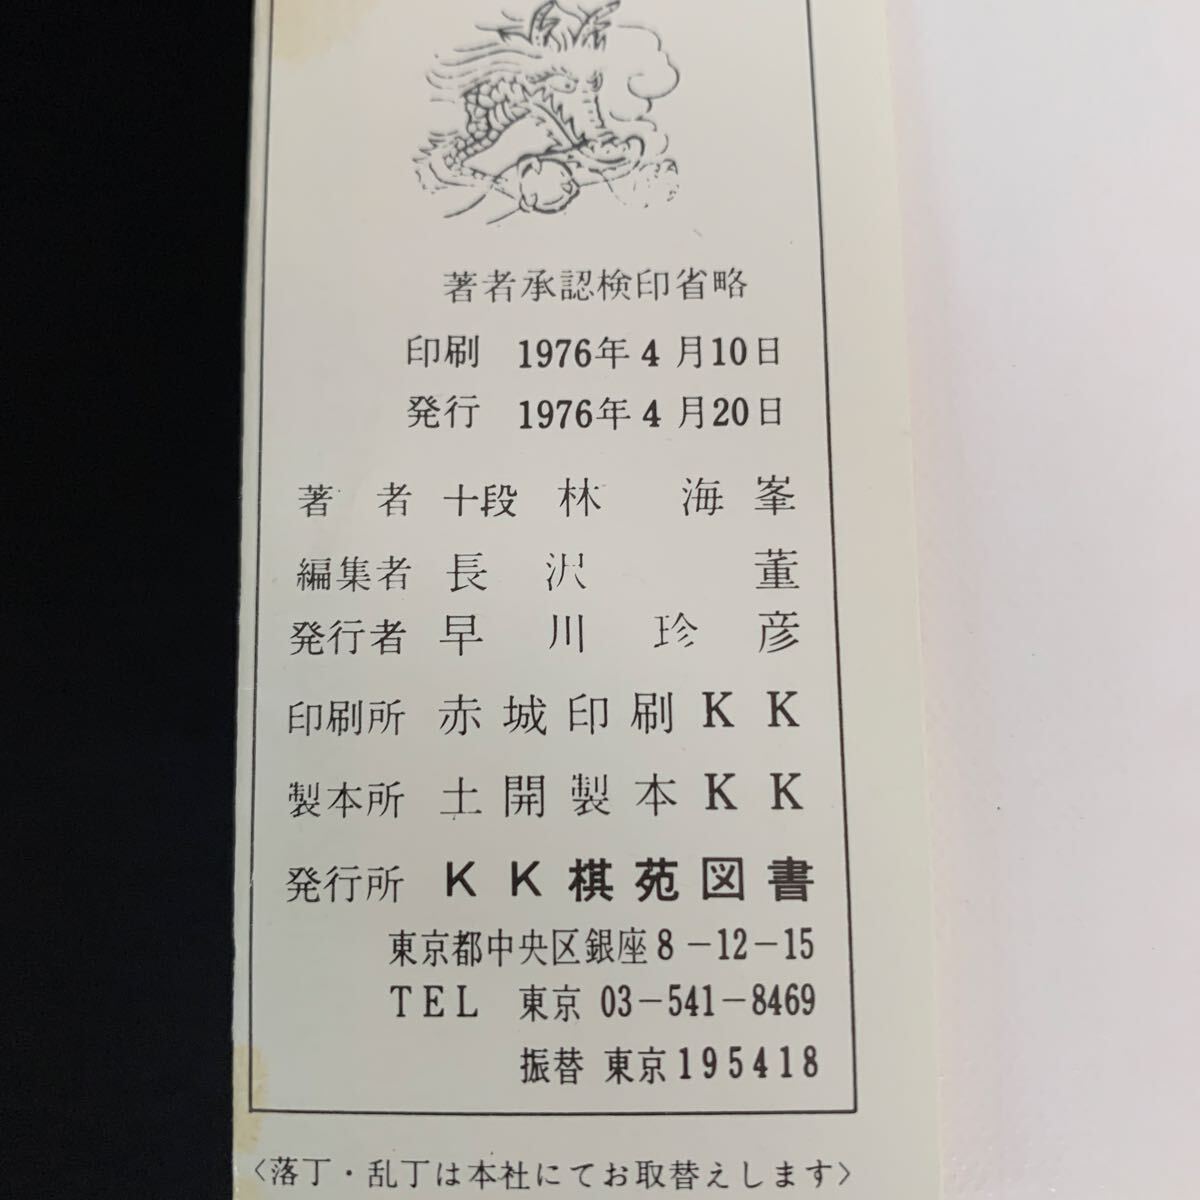 著者承認検印省略
印刷 1976年4月10日
発行 1976年4月20日
著者 十段 林海峯
編集者 長沢董
発行者 早川珍彦
印刷所 赤城印刷KK
製本所 土開製本KK
発行所 KK棋苑図書
東京都中央区銀座8-12-15
TEL 東京 03-541-8469
振替 東京195418
〈落丁・乱丁は本社にてお取替えします〉